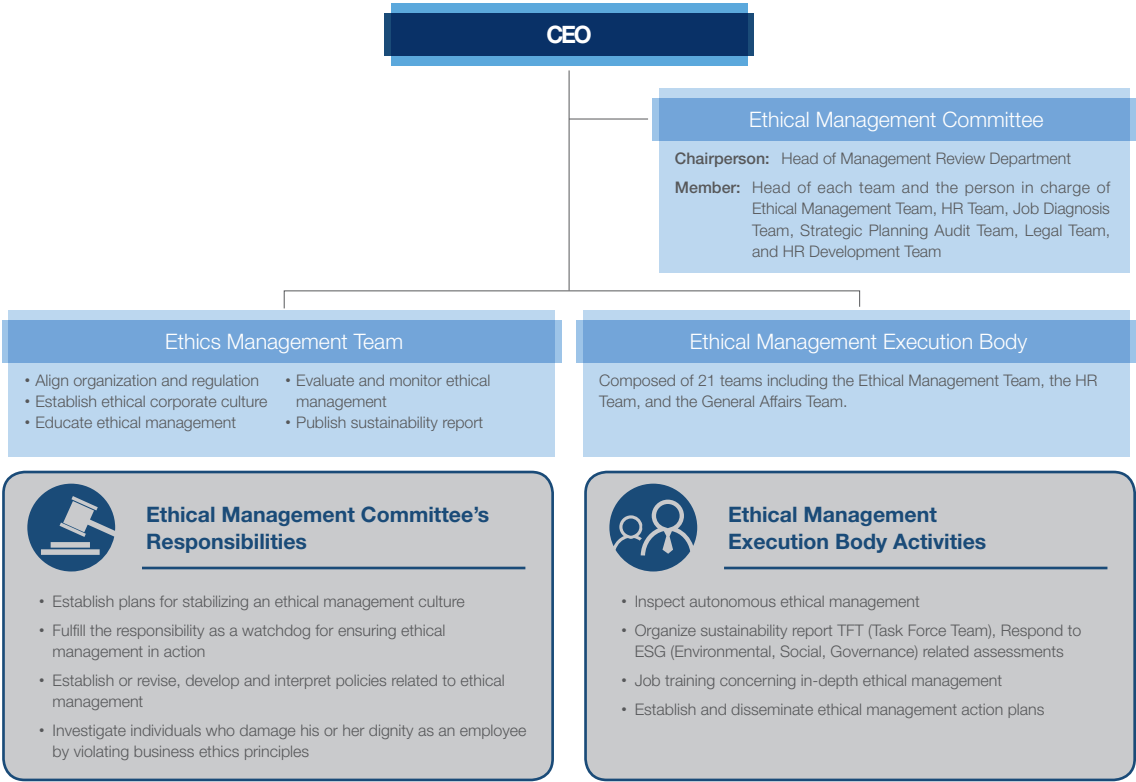 CEO
Ethical Management Committee
Chairperson: Head of Management Review Department
Member: Head of each team and the person in charge of
Ethical Management Team, HR Team, Job Diagnosis
Team, Strategic Planning Audit Team, Legal Team,
and HR Development Team
Ethics Management Team
• Align organization and regulation
• Establish ethical corporate culture
• Educate ethical management
• Evaluate and monitor ethical
management
• Publish sustainability report
Ethical Management Execution Body
Composed of 21 teams including the Ethical Management Team, the HR
Team, and the General Affairs Team.
Ethical Management Committee’s
Responsibilities
• Establish plans for stabilizing an ethical management culture
• Fulfill the responsibility as a watchdog for ensuring ethical
management in action
• Establish or revise, develop and interpret policies related to ethical
management
• Investigate individuals who damage his or her dignity as an employee
by violating business ethics principles
Ethical Management
Execution Body Activities
• Inspect autonomous ethical management
• Organize sustainability report TFT (Task Force Team), Respond to
ESG (Environmental, Social, Governance) related assessments
• Job training concerning in-depth ethical management
• Establish and disseminate ethical management action plans